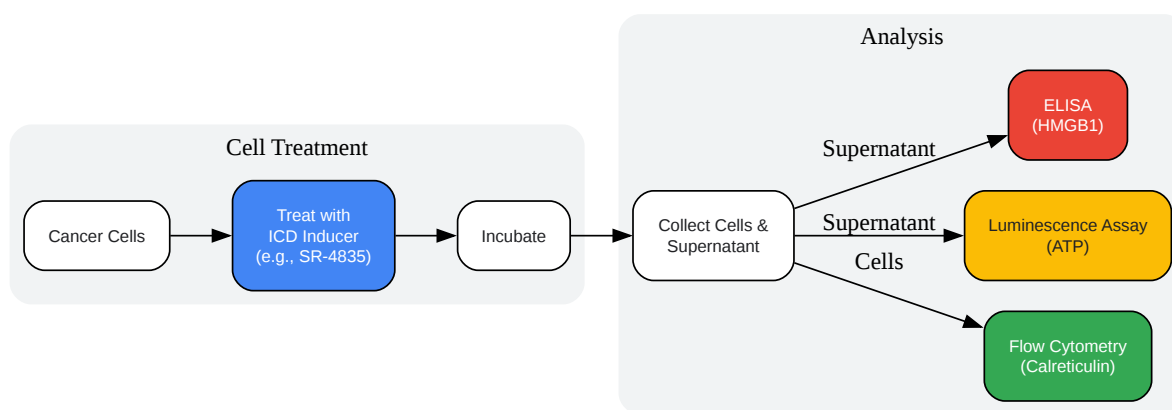 Cell Treatment
Cancer Cells
Treat with
ICD Inducer
(e.g., SR-4835)
Incubate
Analysis
Collect Cells &
Supernatant
Supernatant
Supernatant
Cells
ELISA
(HMGB1)
Luminescence Assay
(ATP)
Flow Cytometry
(Calreticulin)